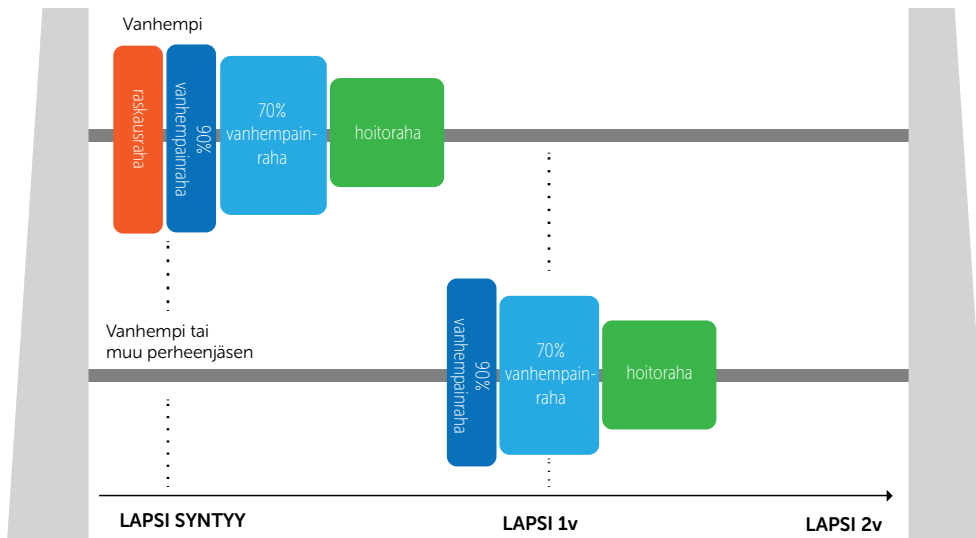 Vanhempi
raskausraha
90%
vanhempainraha
70%
vanhempain-
raha
hoitoraha
Vanhempi tai
muu perheenjäsen
90%
vanhempainraha
70%
vanhempain-
raha
hoitoraha
LAPSI SYNTYY
LAPSI 1v
LAPSI 2v